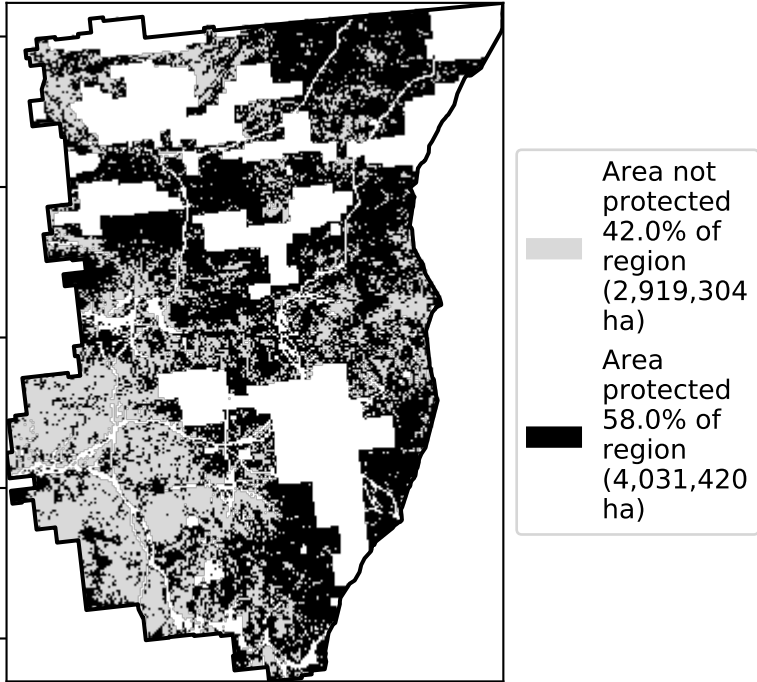 Area not
protected
42.0% of
region
(2,919,304
ha)
Area
protected
58.0% of
region
(4,031,420
ha)